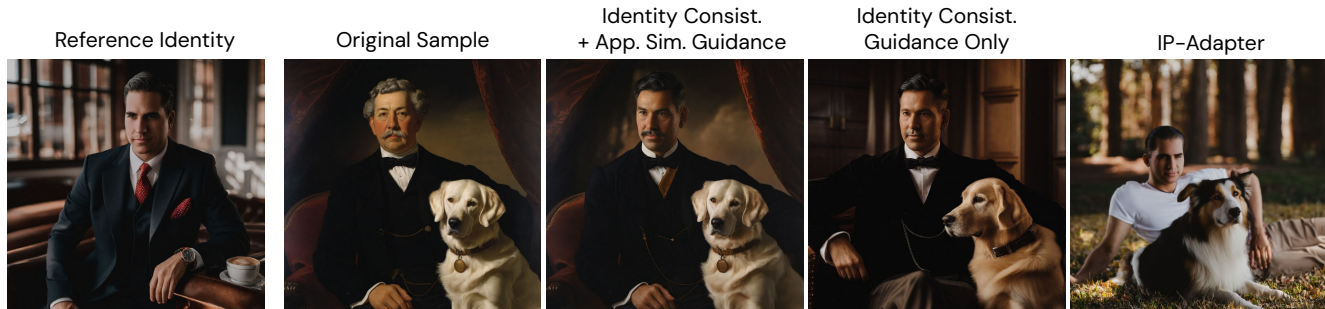 Reference Identity
Original Sample
Identity Consist.
+ App. Sim. Guidance
Identity Consist.
Guidance Only
IP-Adapter